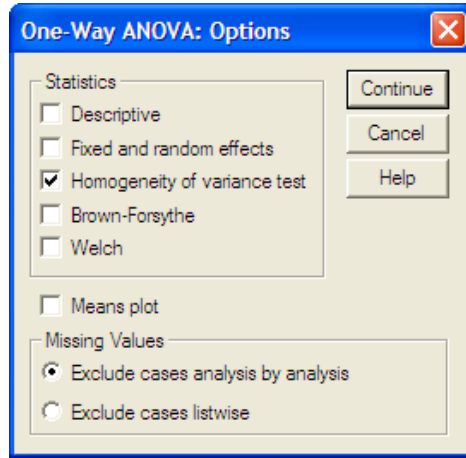 One-Way ANOVA: Options
Statistics
Descriptive
Fixed and random effects
Homogeneity of variance test
Brown-Forsythe
Welch
Continue
Cancel
Help
Means plot
Missing Values
Exclude cases analysis by analysis
Exclude cases listwise